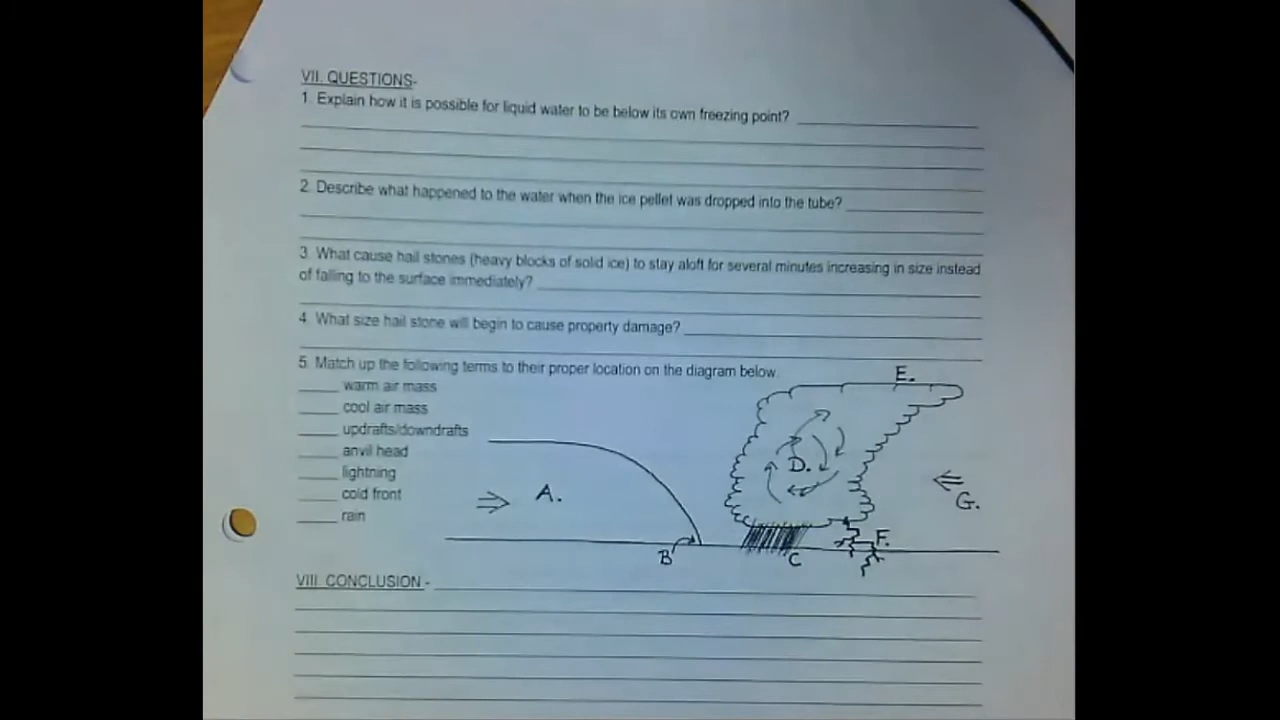 VII. QUESTIONS-
1. Explain how it is possible for liquid water to be below its own freezing point?
2. Describe what happened to the water when the ice pellet was dropped into the tube?
3. What cause hail stones (heavy blocks of solid ice) to stay aloft for several minutes increasing in size instead
of falling to the surface immediately?
4. What size hail stone will begin to cause property damage?
5. Match up the following terms to their proper location on the diagram below.
warm air mass
cool air mass
updrafts/downdrafts
anvil head
lightning
cold front
rain
E.
D.
A.
G.
B
C
F.
VIII. CONCLUSION -